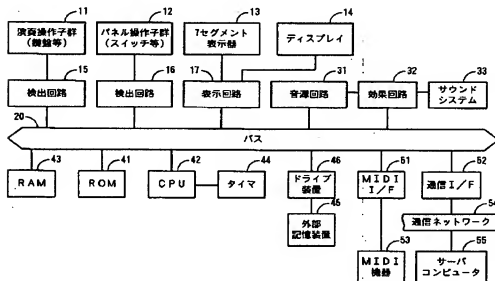 11
12
13
14
演奏操作子群
(鍵盤等)
パネル操作子群
(スイッチ等)
7セグメント
表示器
ディスプレイ
15
16
17
31
32
33
検出回路
検出回路
表示回路
音源回路
効果回路
サウンド
システム
20
バス
43
41
42
44
46
51
52
RAM
ROM
CPU
タイマ
ドライブ
装置
MIDI
I/F
通信I/F
45
54
外部
記憶装置
通信ネットワーク
53
55
MIDI
機器
サーバ
コンピュータ